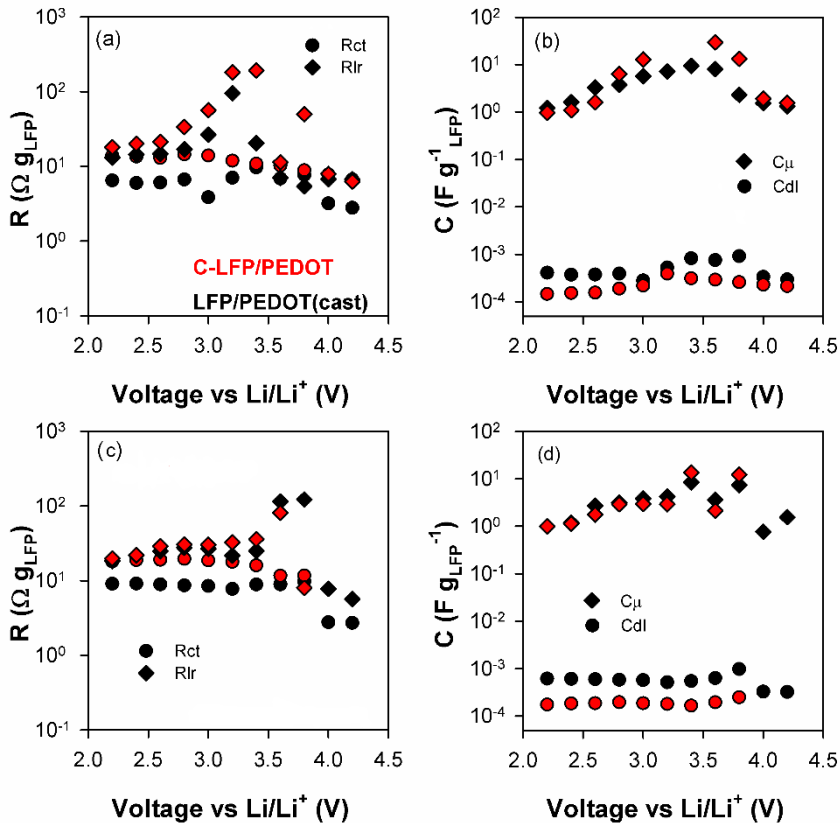 (a)
Rct
Rlr
C-LFP/PEDOT
LFP/PEDOT(cast)
10³
10²
10¹
10⁰
10⁻¹
R (Ω g_LFP)
2.0 2.5 3.0 3.5 4.0 4.5
Voltage vs Li/Li⁺ (V)
(b)
Cμ
Cdl
10²
10¹
10⁰
10⁻¹
10⁻²
10⁻³
10⁻⁴
C (F g⁻¹_LFP)
2.0 2.5 3.0 3.5 4.0 4.5
Voltage vs Li/Li⁺ (V)
(c)
Rct
Rlr
10³
10²
10¹
10⁰
10⁻¹
R (Ω g_LFP)
2.0 2.5 3.0 3.5 4.0 4.5
Voltage vs Li/Li⁺ (V)
(d)
Cμ
Cdl
10²
10¹
10⁰
10⁻¹
10⁻²
10⁻³
10⁻⁴
C (F g_LFP⁻¹)
2.0 2.5 3.0 3.5 4.0 4.5
Voltage vs Li/Li⁺ (V)